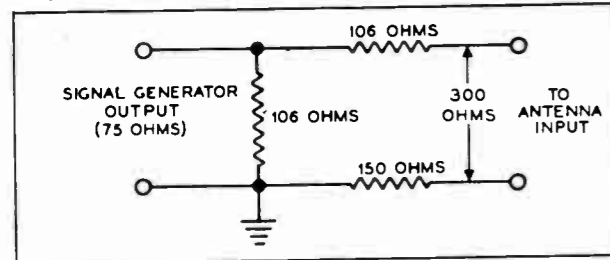 106 OHMS
SIGNAL GENERATOR
OUTPUT
(75 OHMS)
106 OHMS
300
OHMS
TO
ANTENNA
INPUT
150 OHMS